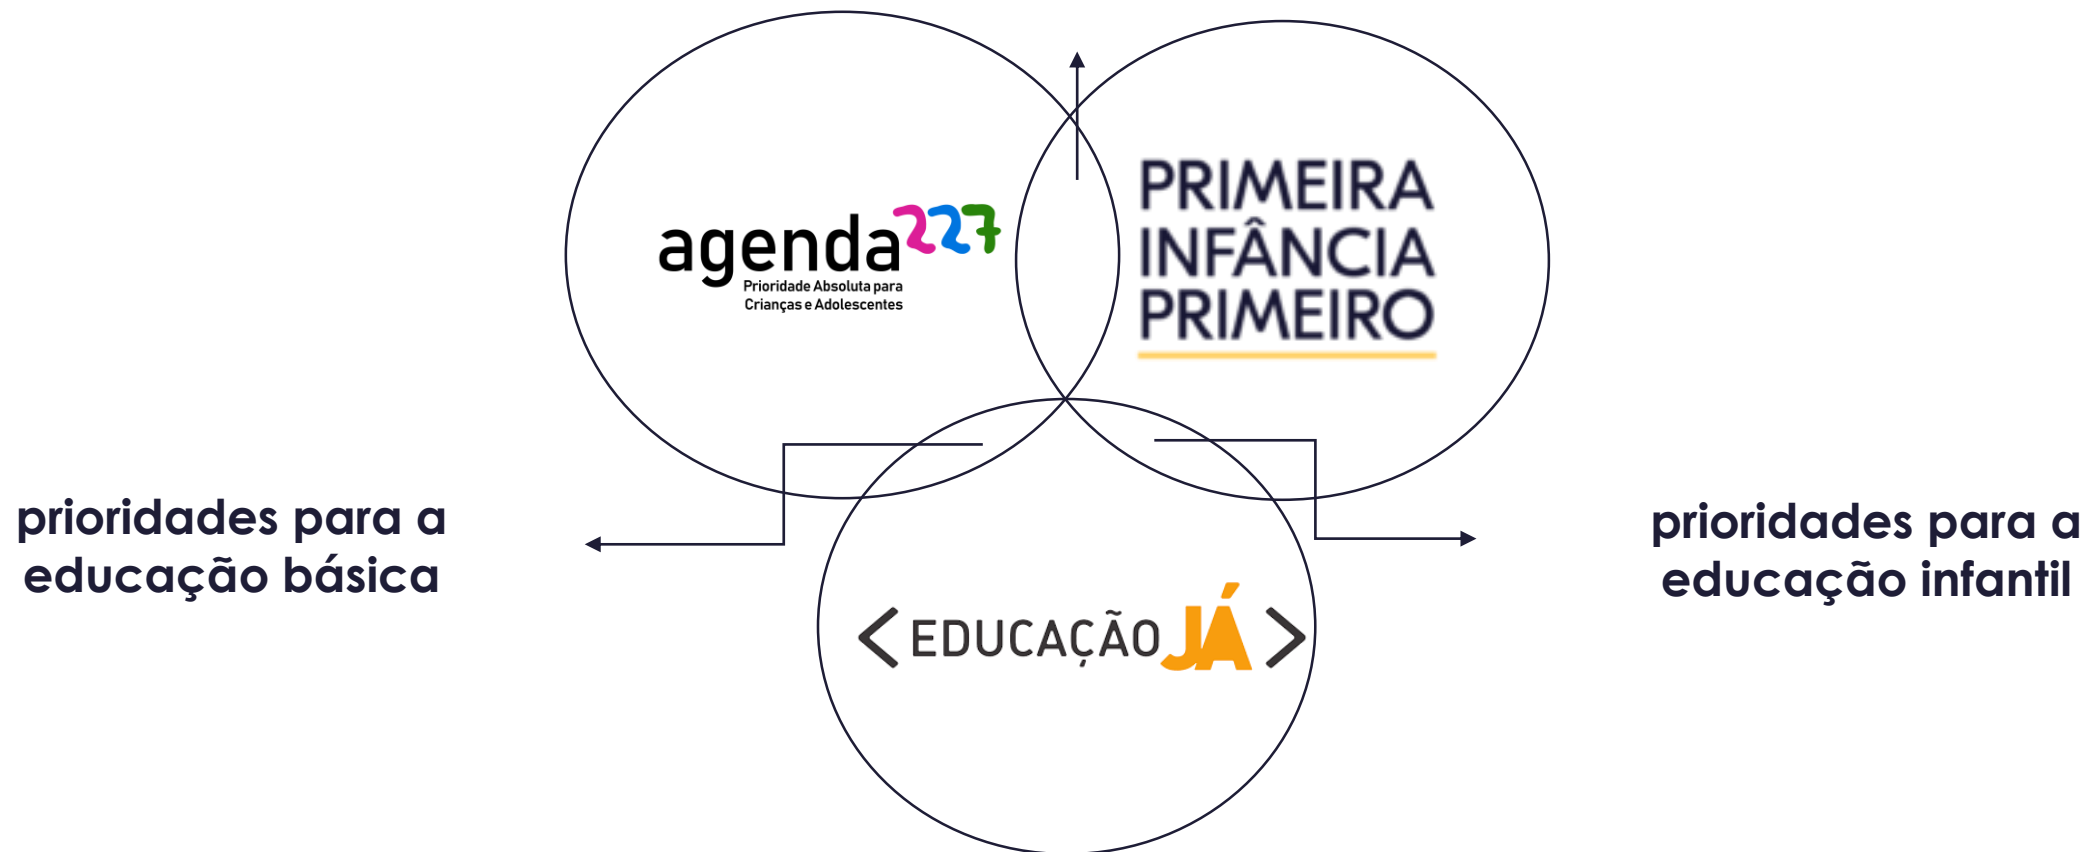 agenda227
Prioridade Absoluta para
Crianças e Adolescentes
PRIMEIRA
INFÂNCIA
PRIMEIRO
prioridades para a
educação básica
prioridades para a
educação infantil
<EDUCAÇÃO JÁ>